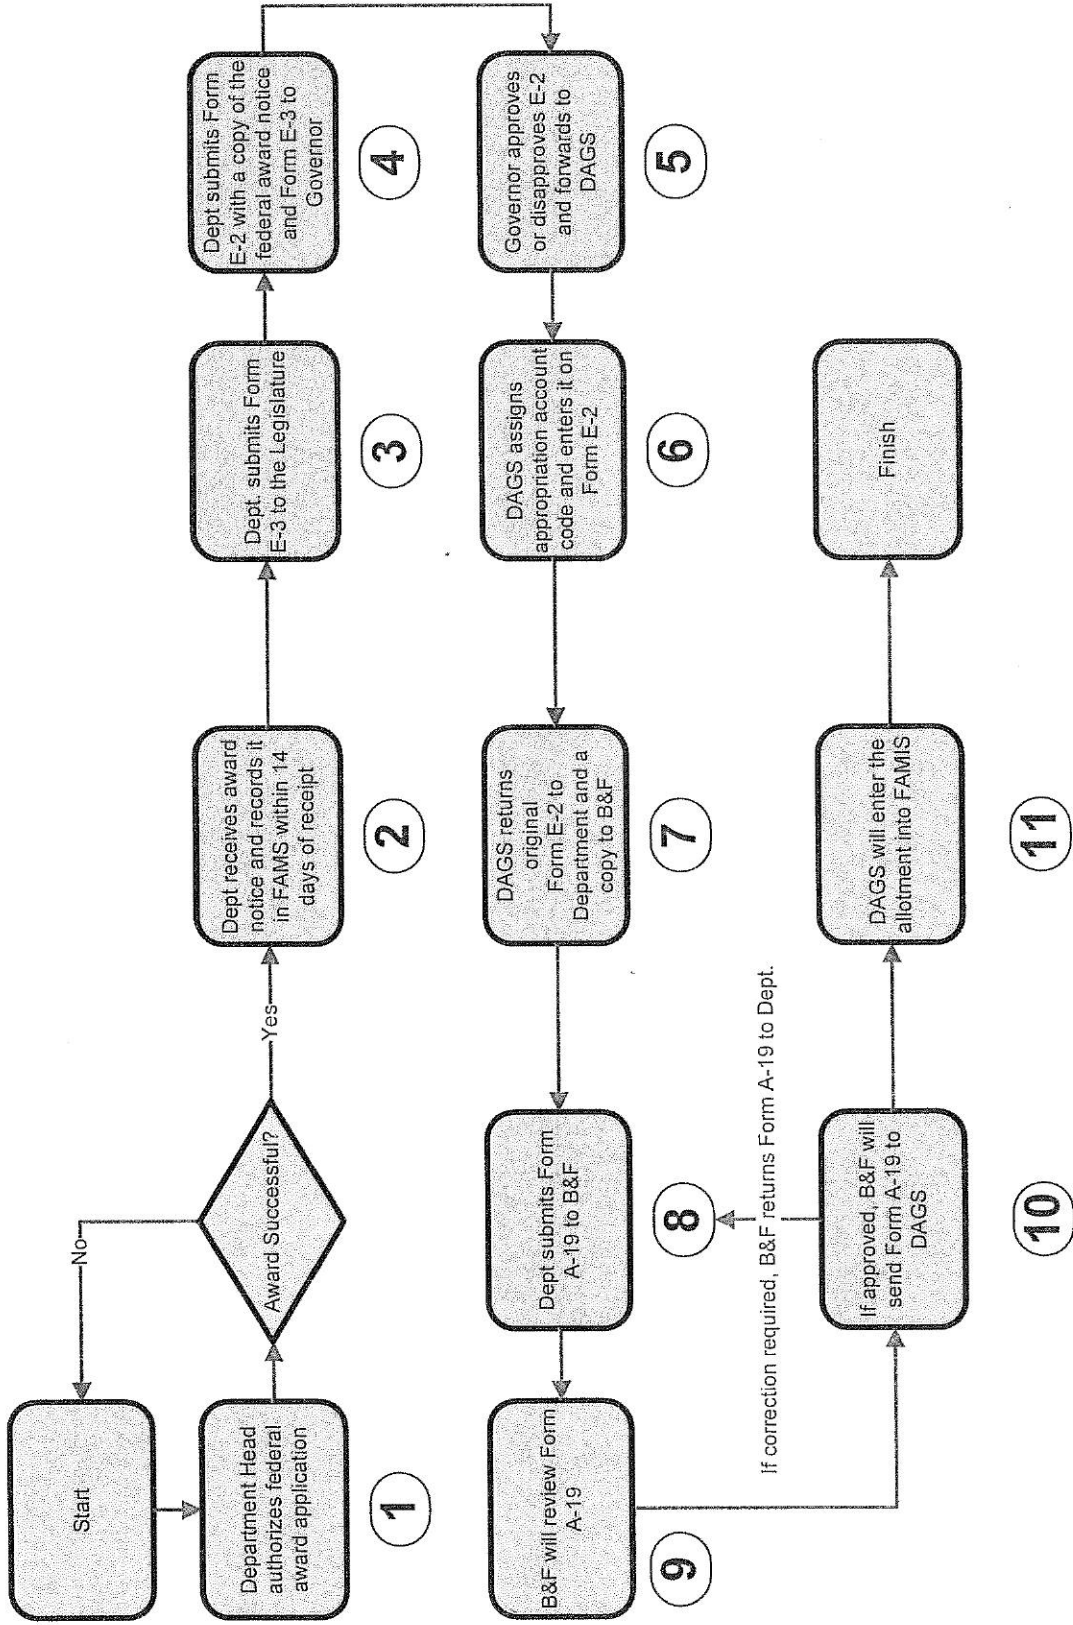 Start
Department Head
authorizes federal
award application
1
Award Successful?
No
Yes
Dept receives award
notice and records it
in FAMS within 14
days of receipt
2
Dept. submits Form
E-3 to the Legislature
3
Dept submits Form
E-2 with a copy of the
federal award notice
and Form E-3 to
Governor
4
Governor approves
or disapproves E-2
and forwards to
DAGS
5
DAGS assigns
appropriation account
code and enters it on
Form E-2
6
DAGS returns
original
Form E-2 to
Department and a
copy to B&F
7
Dept submits Form
A-19 to B&F
8
B&F will review Form
A-19
9
If correction required, B&F returns Form A-19 to Dept.
If approved, B&F will
send Form A-19 to
DAGS
10
DAGS will enter the
allotment into FAMIS
11
Finish